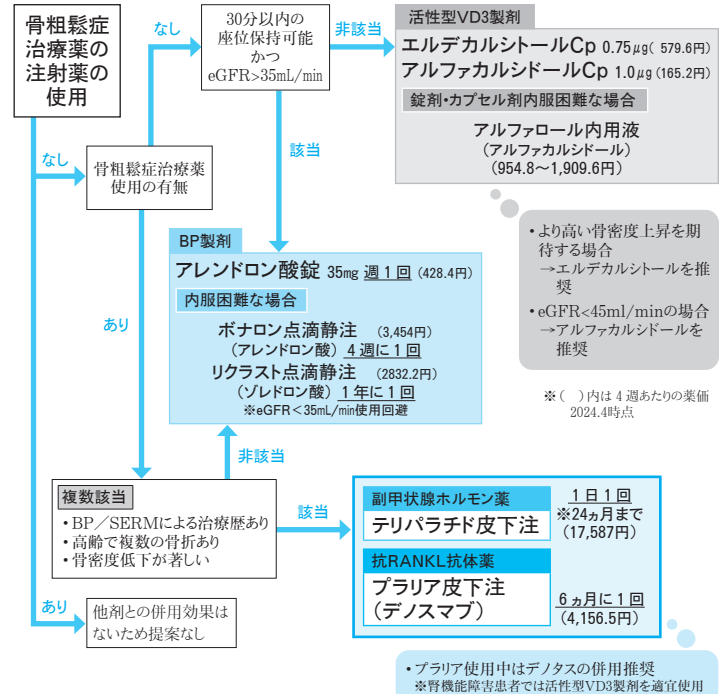 骨粗鬆症
治療薬の
注射薬の
使用
なし
30分以内の
座位保持可能
かつ
eGFR>35mL/min
非該当
活性型VD3製剤
エルデカルシトールCp 0.75μg( 579.6円)
アルファカルシドールCp 1.0μg(165.2円)
錠剤・カプセル剤内服困難な場合
アルファロール内用液
(アルファカルシドール)
(954.8〜1,909.6円)
なし
骨粗鬆症治療薬
使用の有無
該当
・より高い骨密度上昇を期
待する場合
→エルデカルシトールを推
奨
・eGFR<45ml/minの場合
→アルファカルシドールを
推奨
※(　)内は4週あたりの薬価
2024.4時点
BP製剤
アレンドロン酸錠 35mg 週1回 (428.4円)
内服困難な場合
ボナロン点滴静注 (3,454円)
(アレンドロン酸) 4週に1回
リクラスト点滴静注 (2832.2円)
(ゾレドロン酸) 1年に1回
※eGFR<35mL/min使用回避
あり
非該当
複数該当
・BP／SERMによる治療歴あり
・高齢で複数の骨折あり
・骨密度低下が著しい
該当
副甲状腺ホルモン薬
テリパラチド皮下注
1日1回
※24ヵ月まで
(17,587円)
抗RANKL抗体薬
プラリア皮下注
(デノスマブ)
6ヵ月に1回
(4,156.5円)
あり
他剤との併用効果は
ないため提案なし
・プラリア使用中はデノタスの併用推奨
※腎機能障害患者では活性型VD3製剤を適宜使用